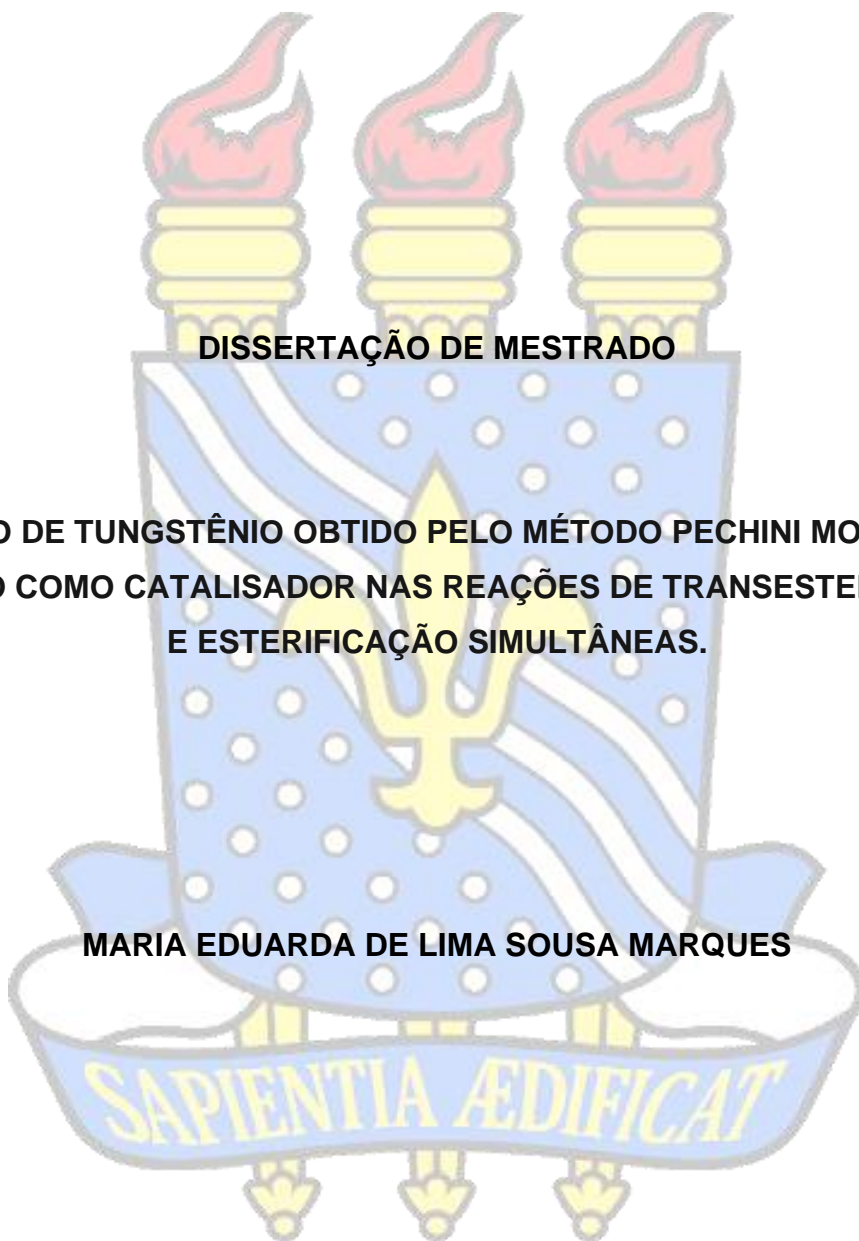 DISSERTAÇÃO DE MESTRADO
O DE TUNGSTÊNIO OBTIDO PELO MÉTODO PECHINI MO
O COMO CATALISADOR NAS REAÇÕES DE TRANSESTE
E ESTERIFICAÇÃO SIMULTÂNEAS.
MARIA EDUARDA DE LIMA SOUSA MARQUES
SAPIENTIA ÆDIFICAT